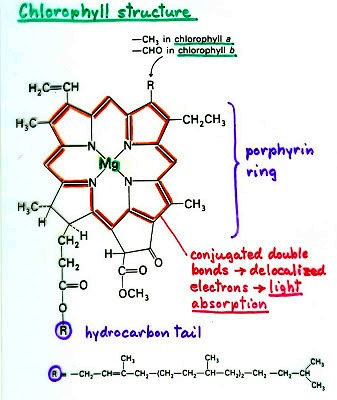 Chlorophyll structure
—CH₃ in chlorophyll a
—CHO in chlorophyll b
H₂C=CH
R
H₃C
CH₂CH₃
N
N
Mg
porphyrin
ring
N
N
H₃C
CH₃
H
H
CH₂
H
O
conjugated double
bonds → delocalized
electrons → light
absorption
CH₂
C=O
C=O
OCH₃
O
R
hydrocarbon tail
CH₃
CH₃
CH₃
R = —CH₂—CH=C—CH₂—(CH₂—CH₂—CH—CH₂)₂—CH₂—CH₂—CH
CH₃